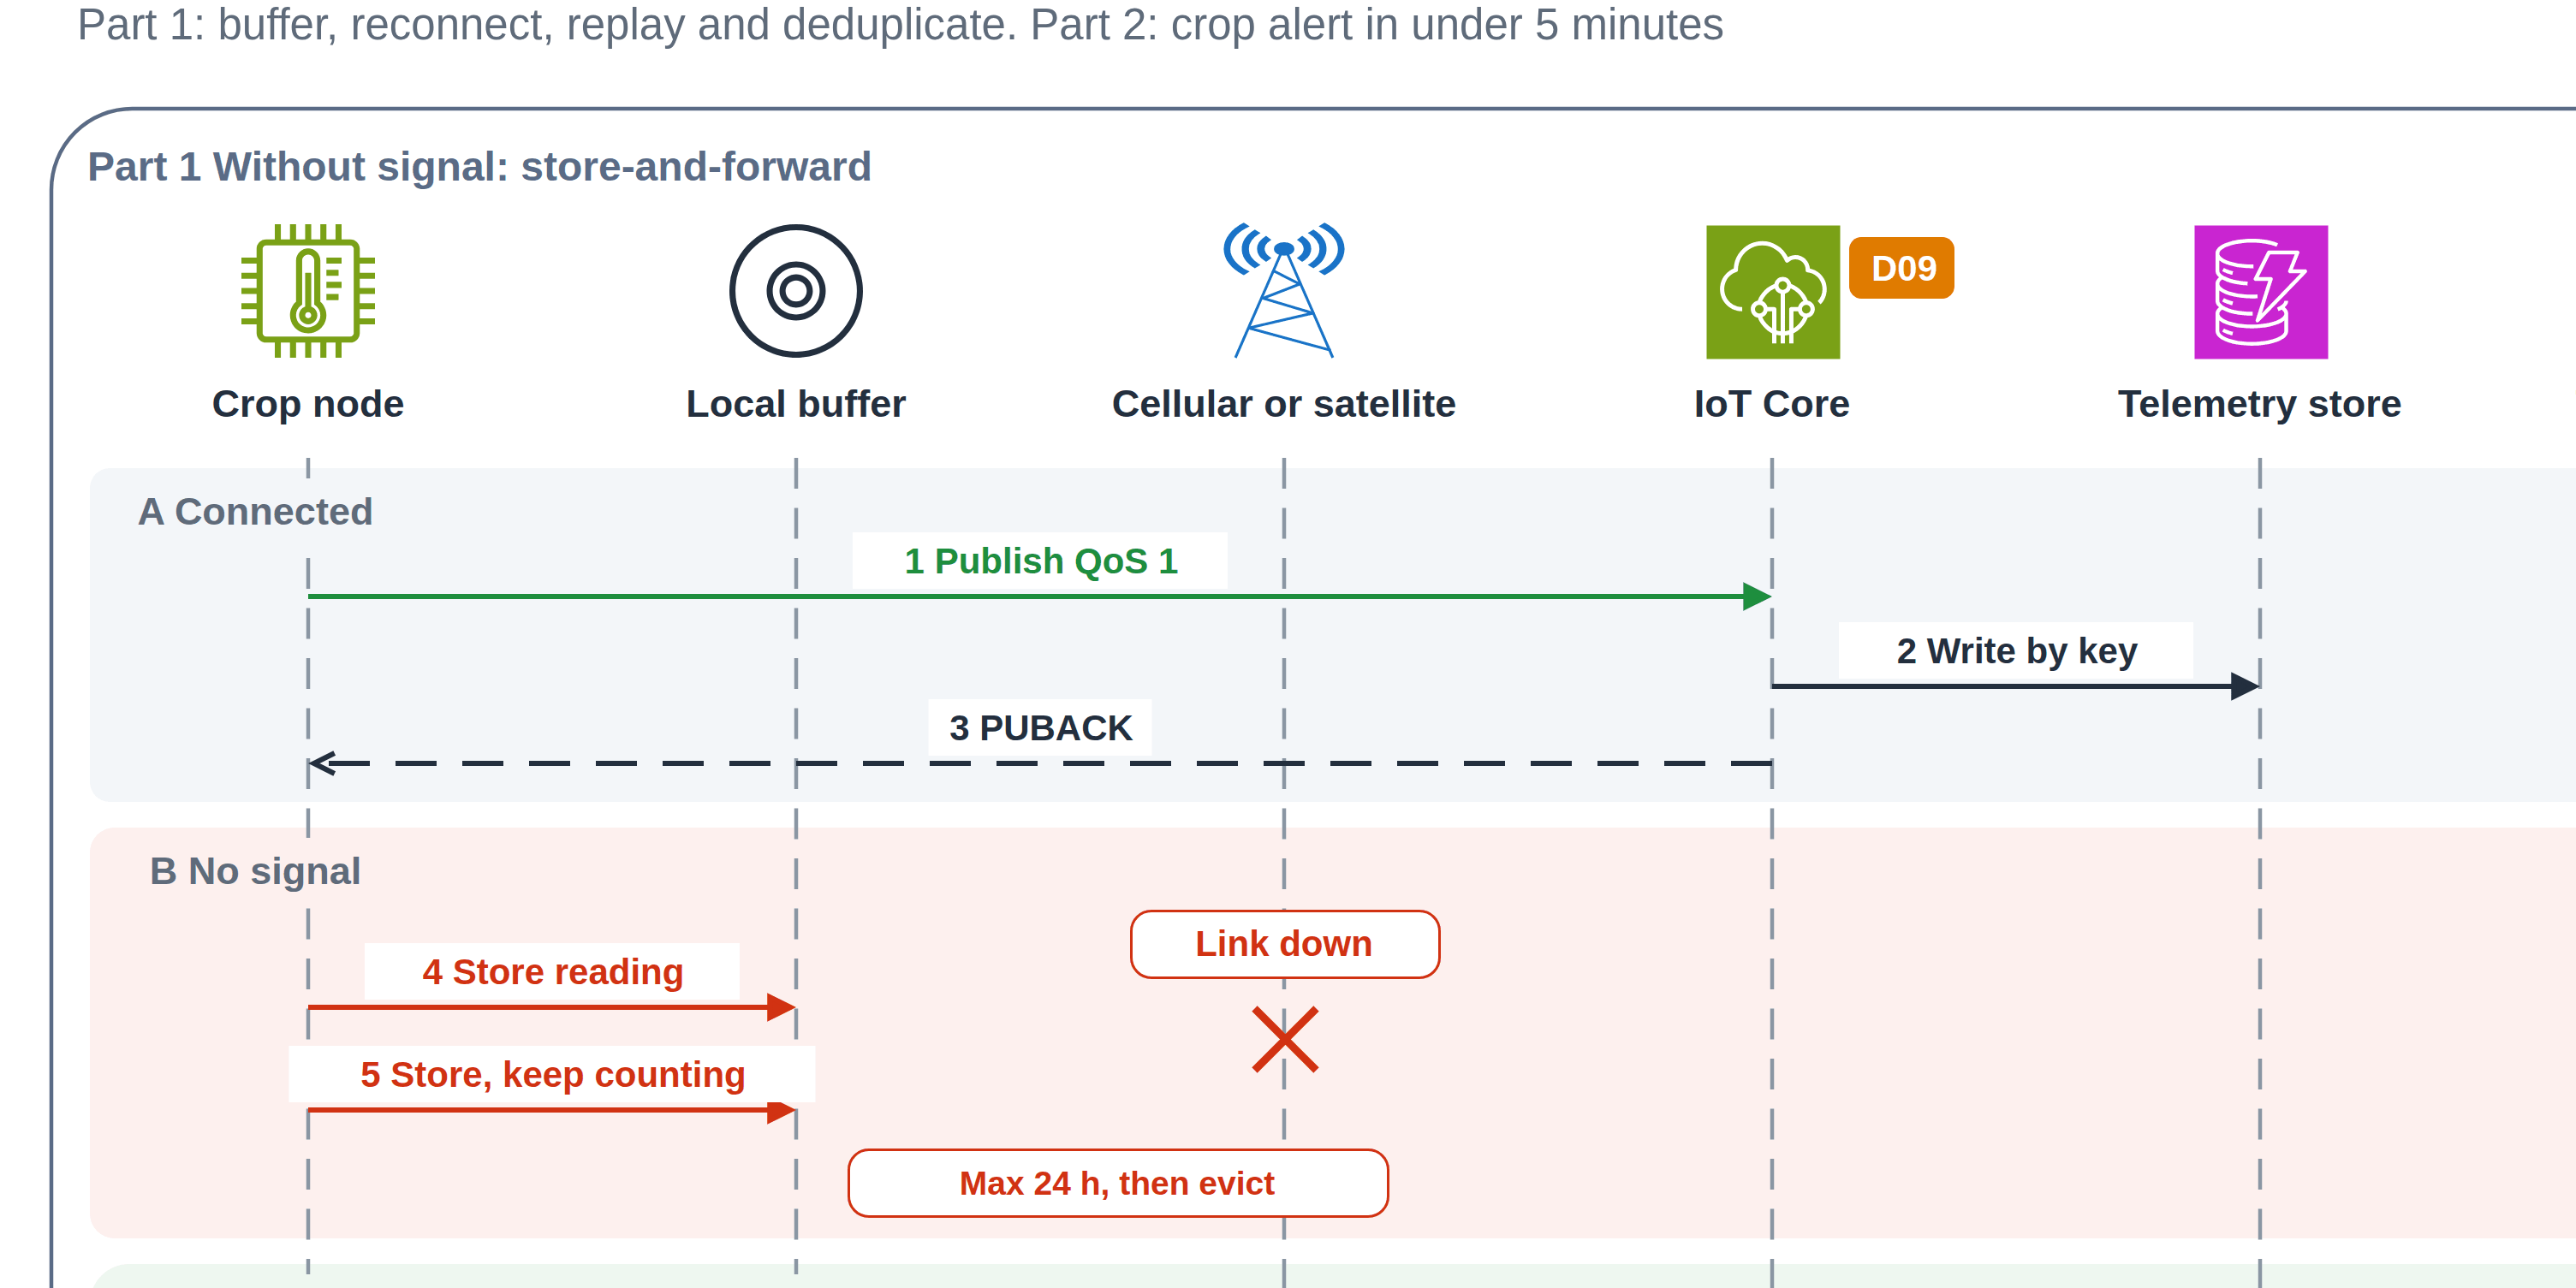 Part 1: buffer, reconnect, replay and deduplicate. Part 2: crop alert in under 5 minutes
Part 1 Without signal: store-and-forward
D09
Crop node
Local buffer
Cellular or satellite
IoT Core
Telemetry store
A Connected
1 Publish QoS 1
2 Write by key
3 PUBACK
B No signal
Link down
4 Store reading
5 Store, keep counting
Max 24 h, then evict